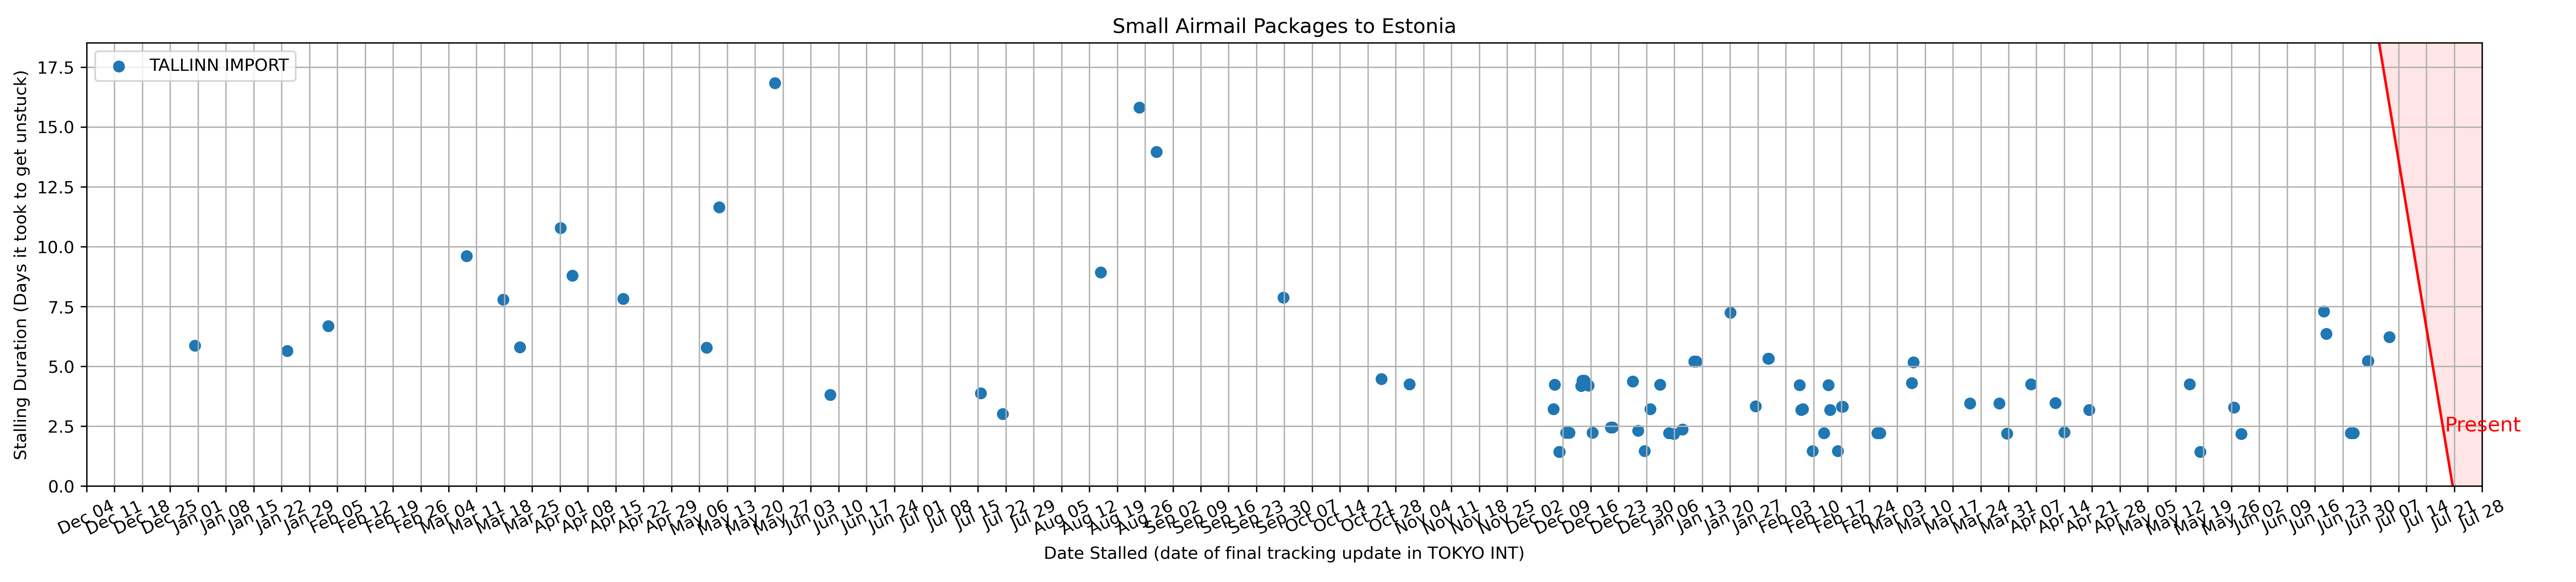 Small Airmail Packages to Estonia
TALLINN IMPORT
Stalling Duration (Days it took to get unstuck)
17.5
15.0
12.5
10.0
7.5
5.0
2.5
0.0
Present
Dec 04 Dec 11 Dec 18 Dec 25 Jan 01 Jan 08 Jan 15 Jan 22 Jan 29 Feb 05 Feb 12 Feb 19 Feb 26 Mar 04 Mar 11 Mar 18 Mar 25 Apr 01 Apr 08 Apr 15 Apr 22 Apr 29 May 06 May 13 May 20 May 27 Jun 03 Jun 10 Jun 17 Jun 24 Jul 01 Jul 08 Jul 15 Jul 22 Jul 29 Aug 05 Aug 12 Aug 19 Aug 26 Sep 02 Sep 09 Sep 16 Sep 23 Sep 30 Oct 07 Oct 14 Oct 21 Oct 28 Nov 04 Nov 11 Nov 18 Nov 25 Dec 02 Dec 09 Dec 16 Dec 23 Dec 30 Jan 06 Jan 13 Jan 20 Jan 27 Feb 03 Feb 10 Feb 17 Feb 24 Mar 03 Mar 10 Mar 17 Mar 24 Mar 31 Apr 07 Apr 14 Apr 21 Apr 28 May 05 May 12 May 19 May 26 Jun 02 Jun 09 Jun 16 Jun 23 Jun 30 Jul 07 Jul 14 Jul 21 Jul 28
Date Stalled (date of final tracking update in TOKYO INT)